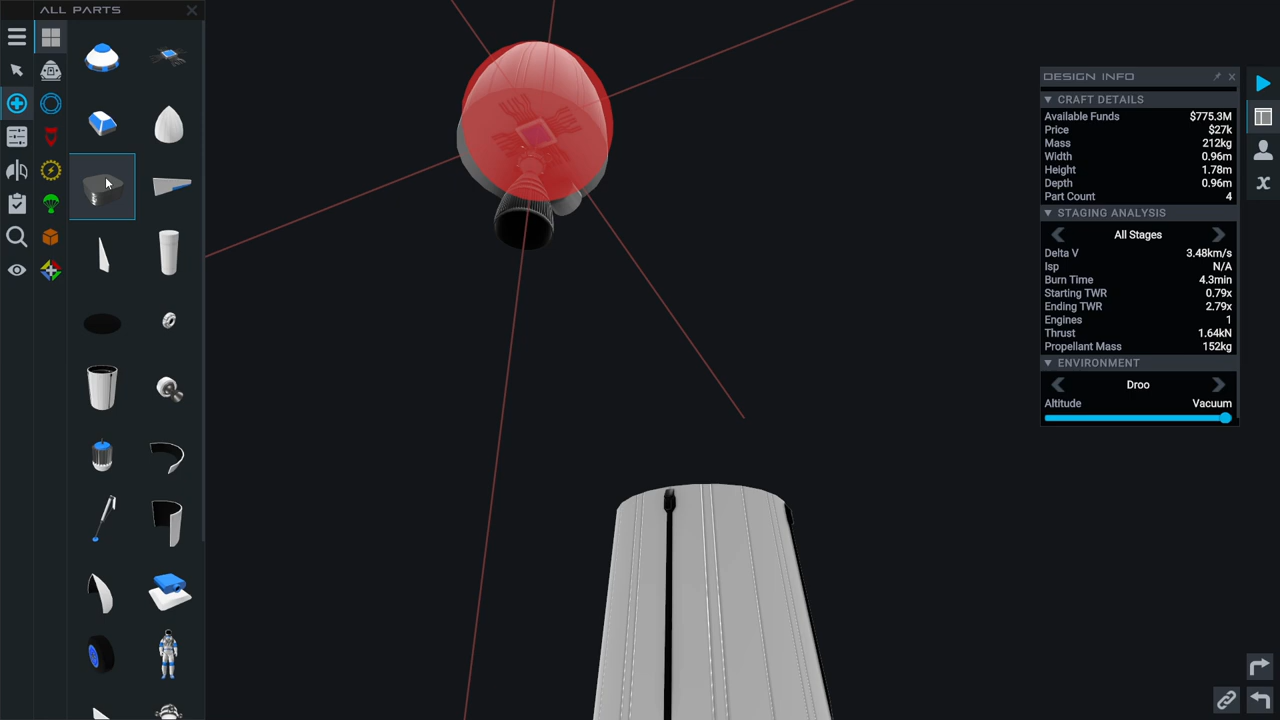 ALL PARTS
DESIGN INFO
CRAFT DETAILS
Available Funds $775.3M
Price $27k
Mass 212kg
Width 0.96m
Height 1.78m
Depth 0.96m
Part Count 4
STAGING ANALYSIS
All Stages
Delta V 3.48km/s
Isp N/A
Burn Time 4.3min
Starting TWR 0.79x
Ending TWR 2.79x
Engines 1
Thrust 1.64kN
Propellant Mass 152kg
ENVIRONMENT
Droo
Altitude Vacuum